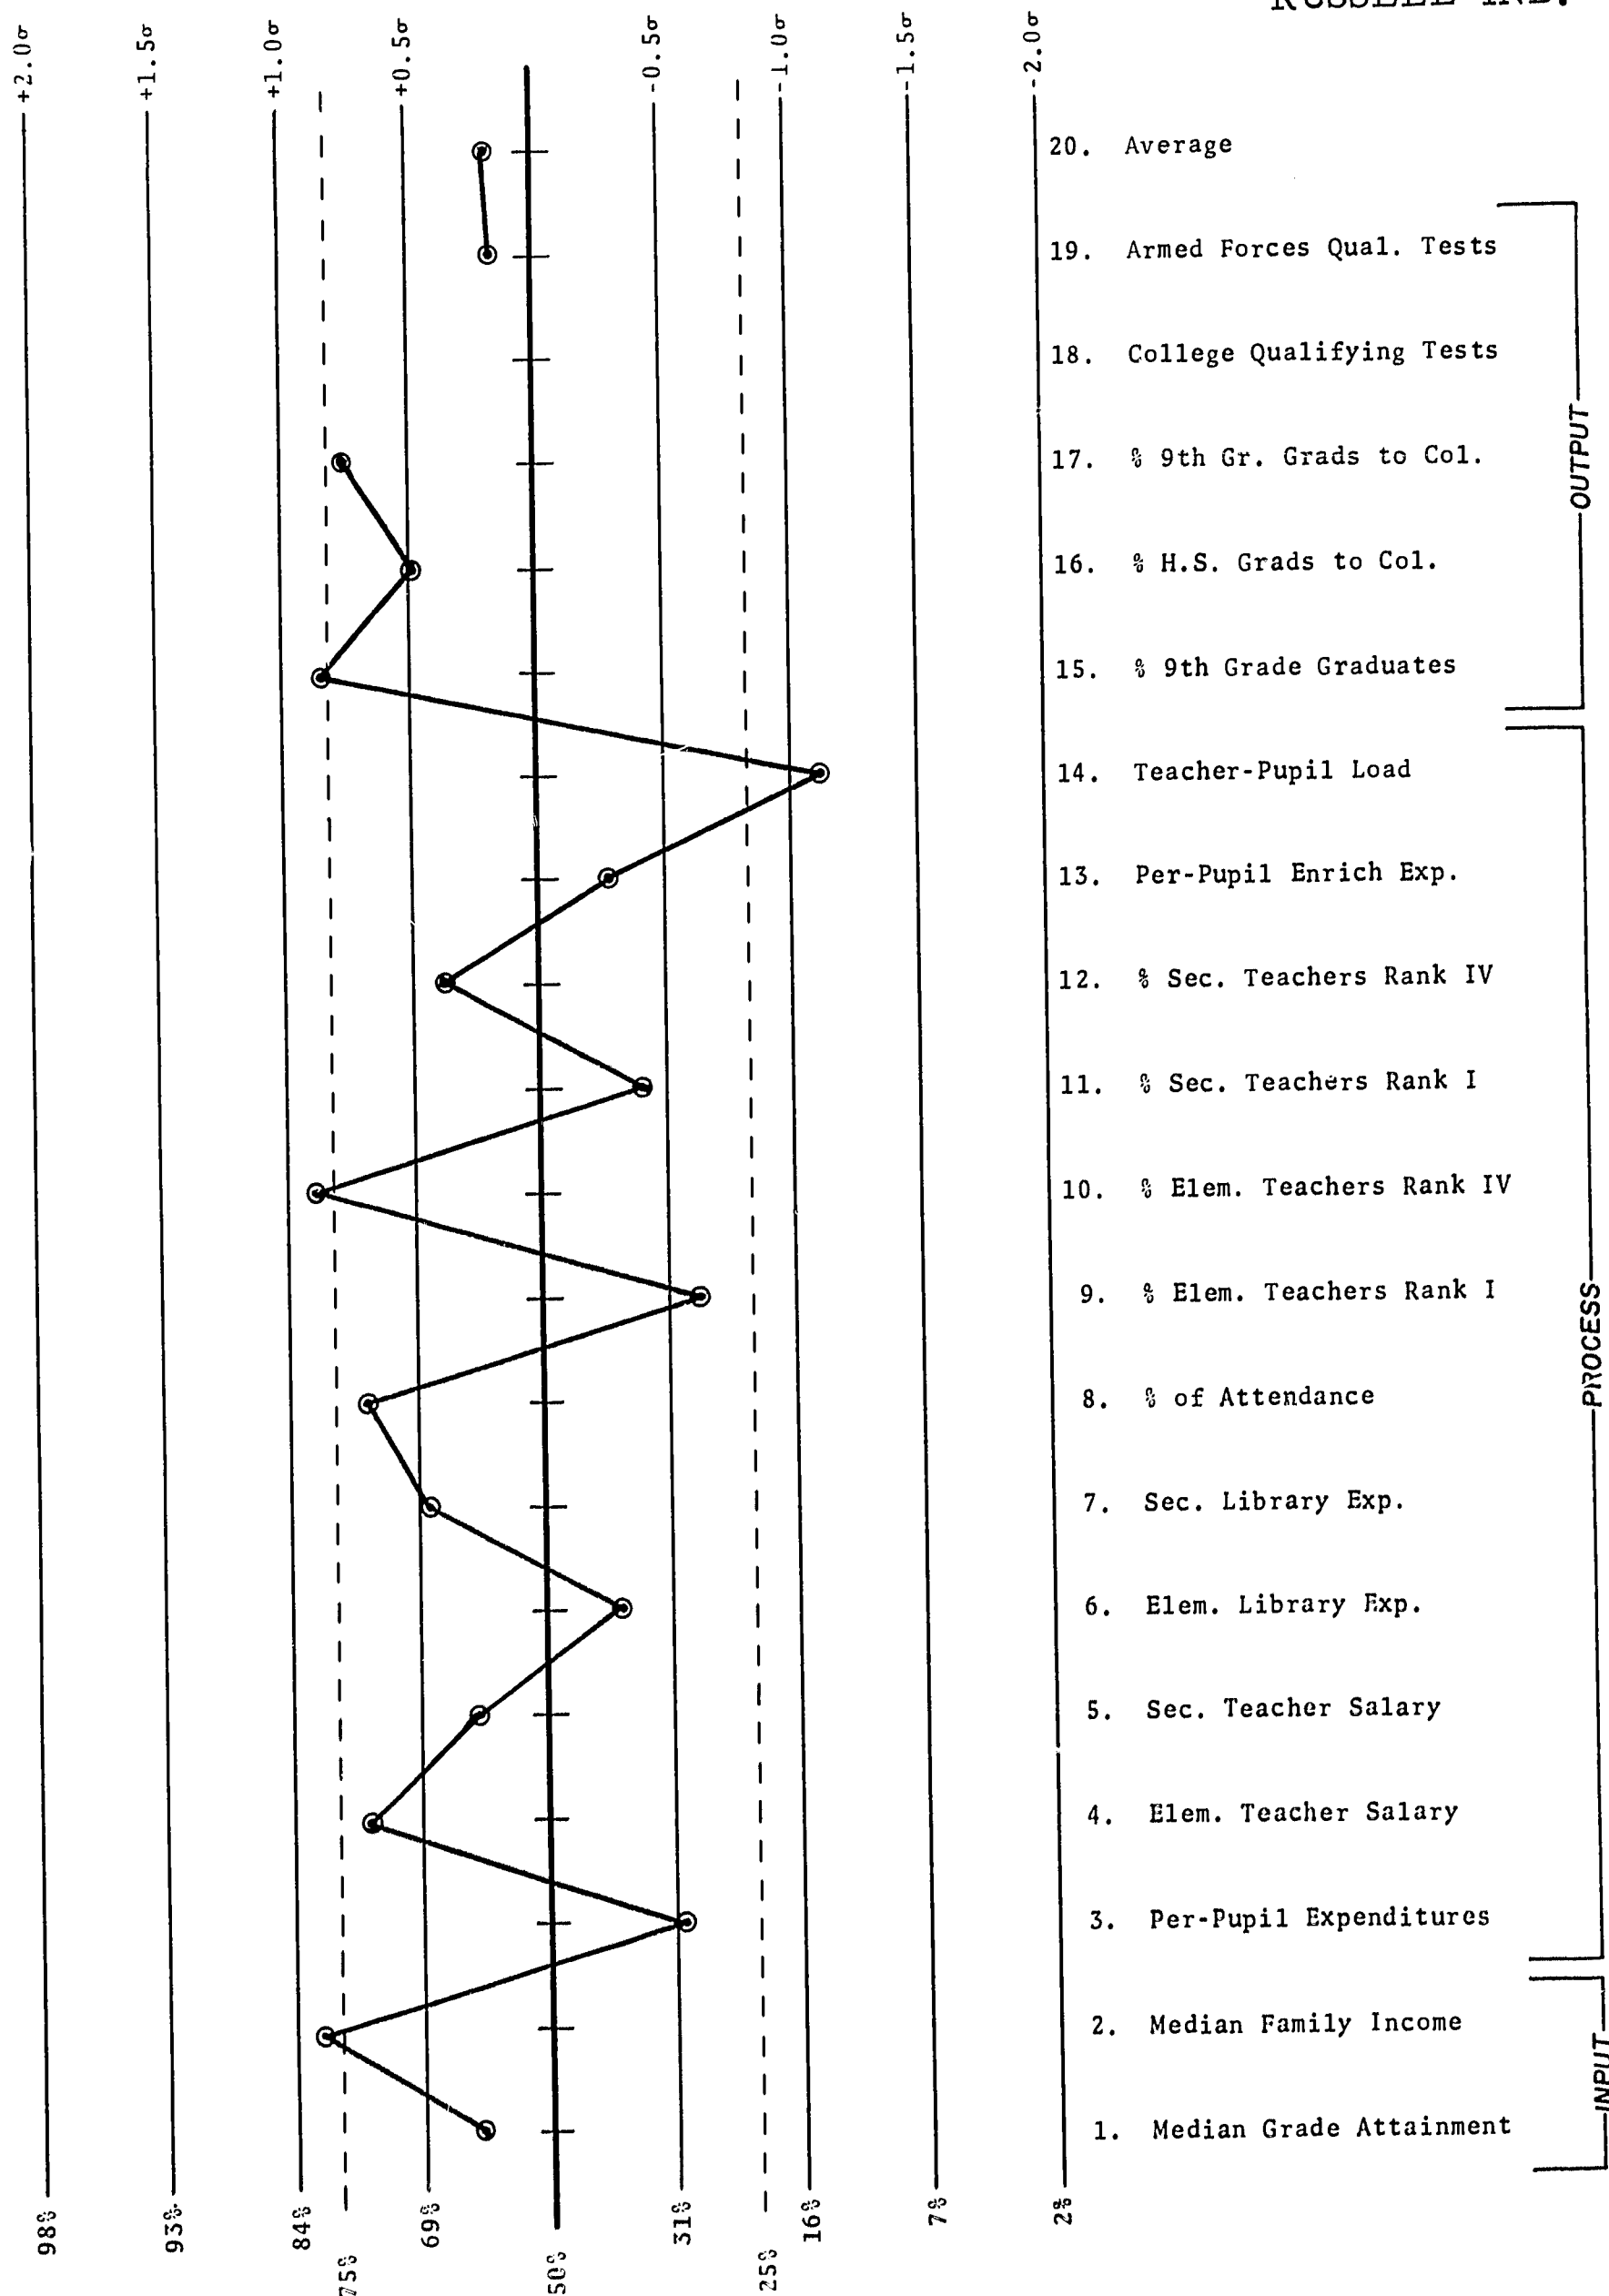 RUSSELL IND.
+2.0σ
+1.5σ
+1.0σ
+0.5σ
-0.5σ
-1.0σ
-1.5σ
-2.0σ
20. Average
19. Armed Forces Qual. Tests
18. College Qualifying Tests
17. % 9th Gr. Grads to Col.
16. % H.S. Grads to Col.
15. % 9th Grade Graduates
OUTPUT
14. Teacher-Pupil Load
13. Per-Pupil Enrich Exp.
12. % Sec. Teachers Rank IV
11. % Sec. Teachers Rank I
10. % Elem. Teachers Rank IV
9. % Elem. Teachers Rank I
8. % of Attendance
7. Sec. Library Exp.
6. Elem. Library Exp.
5. Sec. Teacher Salary
4. Elem. Teacher Salary
3. Per-Pupil Expenditures
PROCESS
2. Median Family Income
1. Median Grade Attainment
INPUT
98%
93%
84%
75%
69%
50%
31%
25%
16%
7%
2%